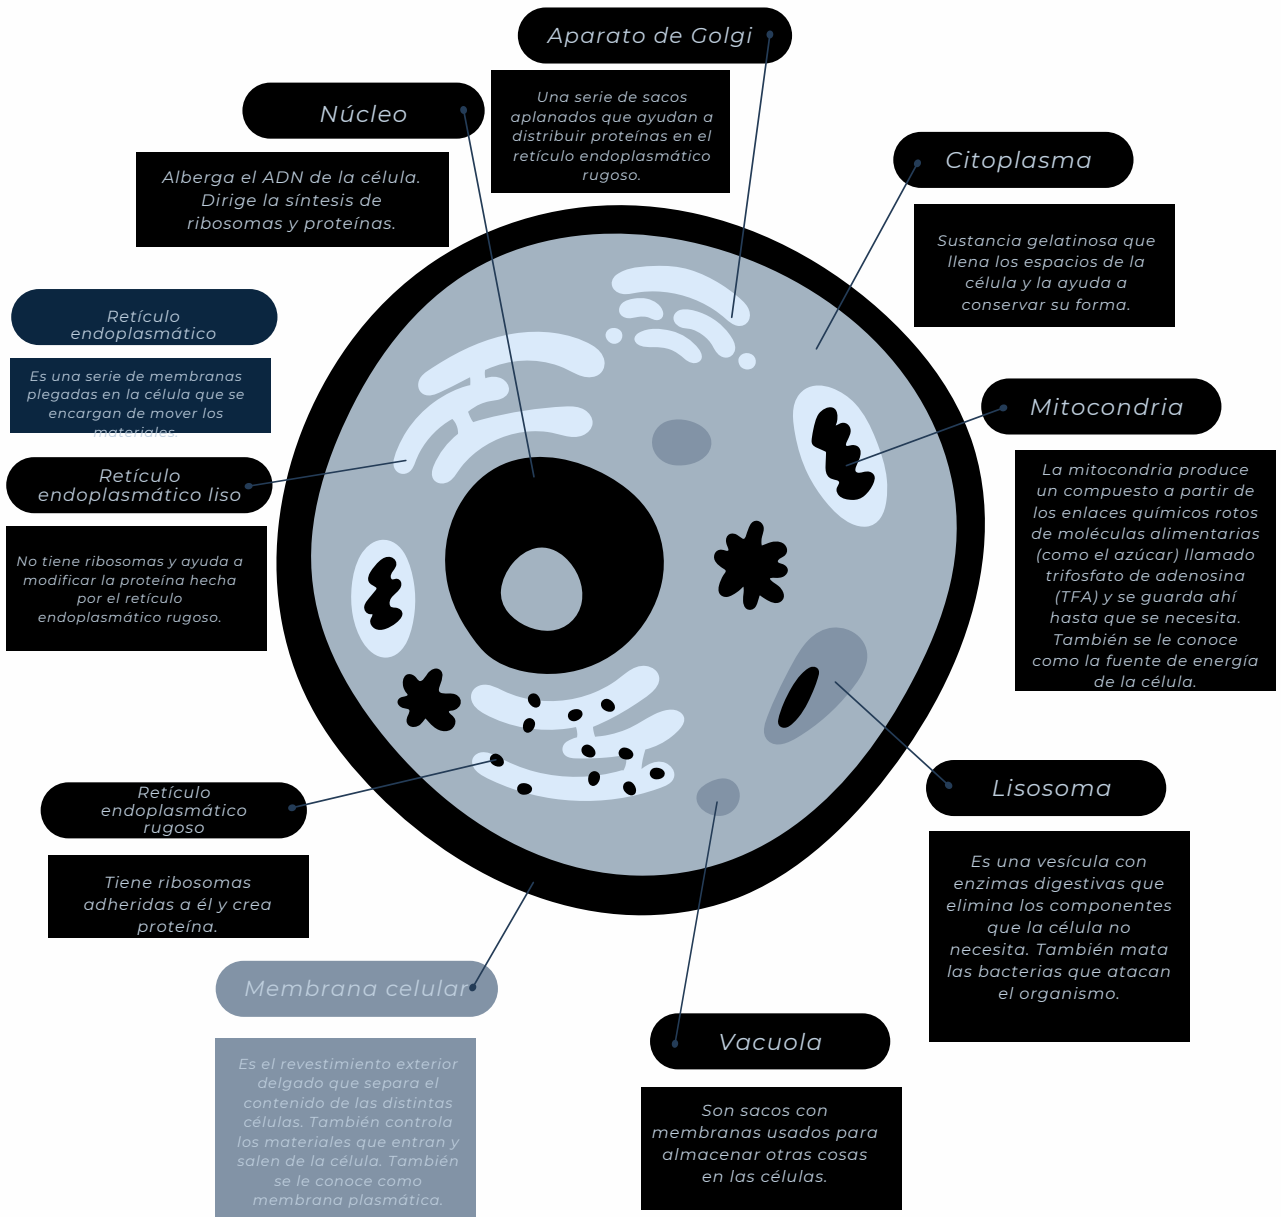 Aparato de Golgi
Una serie de sacos
aplanados que ayudan a
distribuir proteínas en el
retículo endoplasmático
rugoso.
Núcleo
Alberga el ADN de la célula.
Dirige la síntesis de
ribosomas y proteínas.
Citoplasma
Sustancia gelatinosa que
llena los espacios de la
célula y la ayuda a
conservar su forma.
Retículo
endoplasmático
Es una serie de membranas
plegadas en la célula que se
encargan de mover los
materiales.
Mitocondria
La mitocondria produce
un compuesto a partir de
los enlaces químicos rotos
de moléculas alimentarias
(como el azúcar) llamado
trifosfato de adenosina
(TFA) y se guarda ahí
hasta que se necesita.
También se le conoce
como la fuente de energía
de la célula.
Retículo
endoplasmático liso
No tiene ribosomas y ayuda a
modificar la proteína hecha
por el retículo
endoplasmático rugoso.
Retículo
endoplasmático
rugoso
Tiene ribosomas
adheridas a él y crea
proteína.
Lisosoma
Es una vesícula con
enzimas digestivas que
elimina los componentes
que la célula no
necesita. También mata
las bacterias que atacan
el organismo.
Membrana celular
Es el revestimiento exterior
delgado que separa el
contenido de las distintas
células. También controla
los materiales que entran y
salen de la célula. También
se le conoce como
membrana plasmática.
Vacuola
Son sacos con
membranas usados para
almacenar otras cosas
en las células.